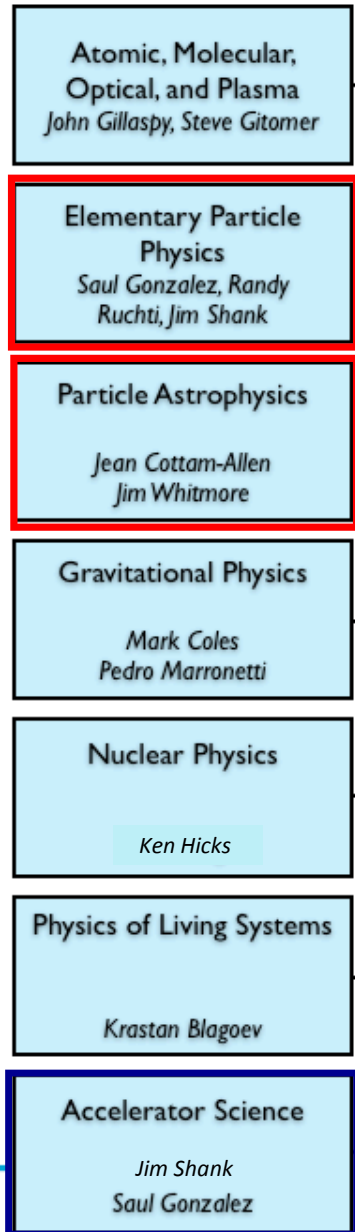 Atomic, Molecular,
Optical, and Plasma
John Gillaspy, Steve Gitomer
Elementary Particle
Physics
Saul Gonzalez, Randy
Ruchti, Jim Shank
Particle Astrophysics
Jean Cottam-Allen
Jim Whitmore
Gravitational Physics
Mark Coles
Pedro Marronetti
Nuclear Physics
Ken Hicks
Physics of Living Systems
Krastan Blagoev
Accelerator Science
Jim Shank
Saul Gonzalez